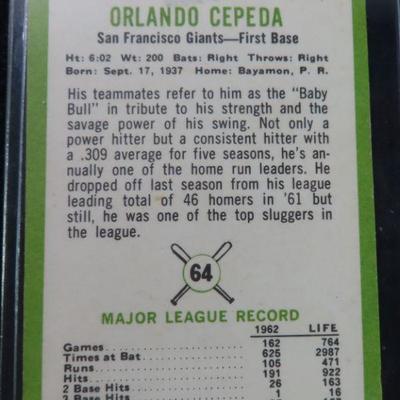 ORLANDO CEPEDA
San Francisco Giants—First Base
Ht: 6:02 Wt: 200 Bats: Right Throws: Right
Born: Sept. 17, 1937 Home: Bayamon, P. R.
His teammates refer to him as the "Baby
Bull" in tribute to his strength and the
savage power of his swing. Not only a
power hitter but a consistent hitter with
a .309 average for five seasons, he's an-
nually one of the home run leaders. He
dropped off last season from his league
leading total of 46 homers in '61 but
still, he was one of the top sluggers in
the league.
64
MAJOR LEAGUE RECORD
1962 LIFE
Games 162 764
Times at Bat 625 2987
Runs 105 471
Hits 191 922
2 Base Hits 26 163
3 Base Hits 1 16